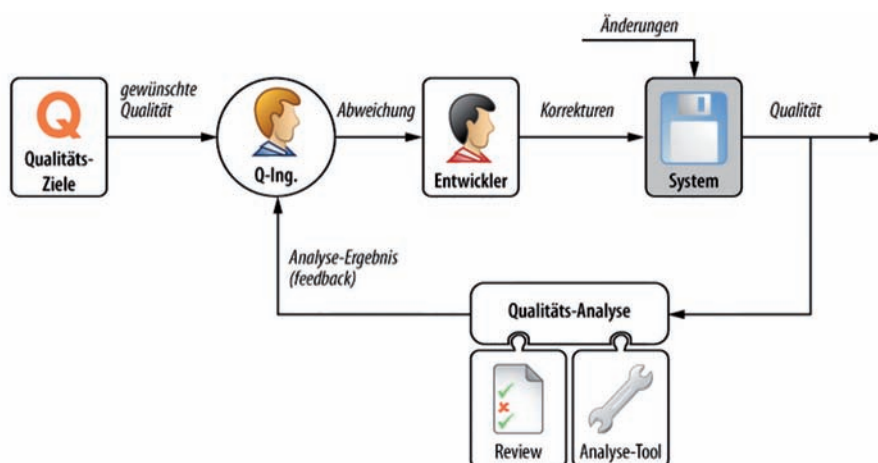 Änderungen
gewünschte
Qualität
Abweichung
Korrekturen
Qualität
Q
Qualitäts-
Ziele
Q-Ing.
Entwickler
System
Analyse-Ergebnis
(feedback)
Qualitäts-Analyse
Review
Analyse-Tool